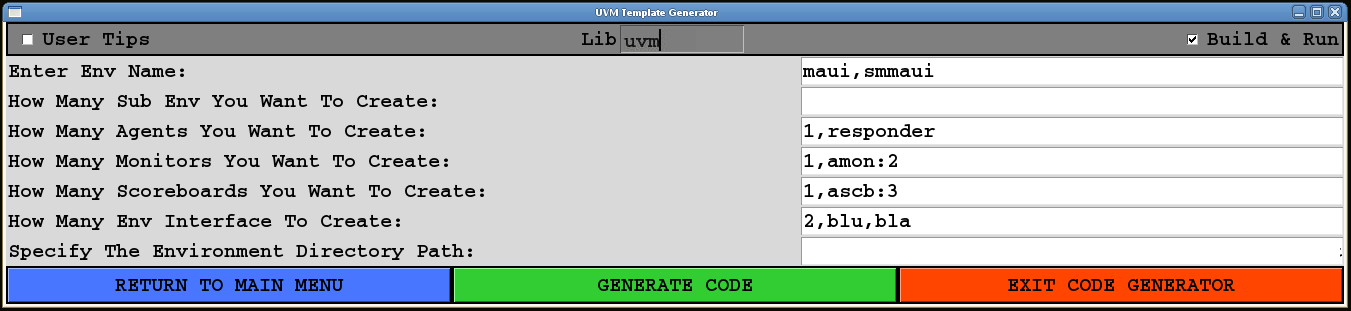 UVM Template Generator
User Tips Lib uvm Build & Run
Enter Env Name: maui,smmaui
How Many Sub Env You Want To Create:
How Many Agents You Want To Create: 1,responder
How Many Monitors You Want To Create: 1,amon:2
How Many Scoreboards You Want To Create: 1,ascb:3
How Many Env Interface To Create: 2,blu,bla
Specify The Environment Directory Path:
RETURN TO MAIN MENU GENERATE CODE EXIT CODE GENERATOR